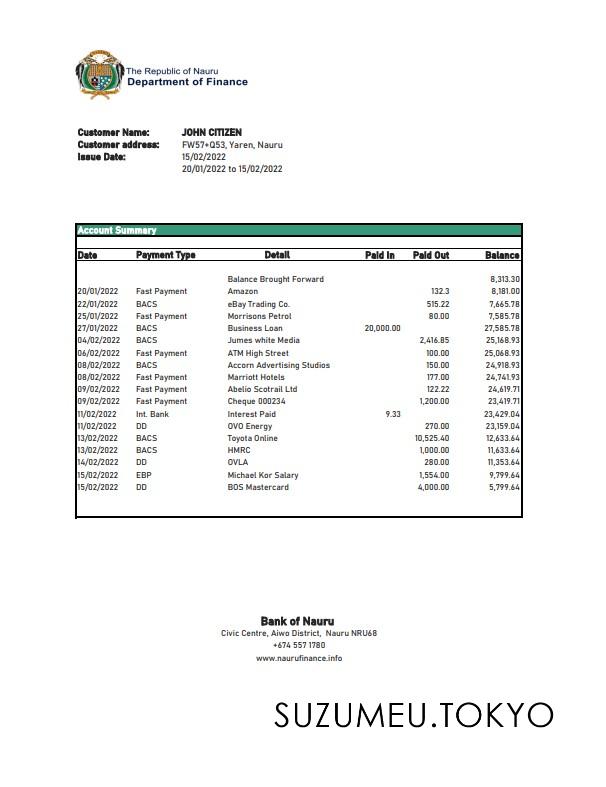 The Republic of Nauru
Department of Finance
Customer Name: JOHN CITIZEN
Customer address: FW57+Q53, Yaren, Nauru
Issue Date: 15/02/2022
20/01/2022 to 15/02/2022
Account Summary
Date Payment Type Detail Paid In Paid Out Balance
Balance Brought Forward 8,313.30
20/01/2022 Fast Payment Amazon 132.3 8,181.00
22/01/2022 BACS eBay Trading Co. 515.22 7,665.78
25/01/2022 Fast Payment Morrisons Petrol 80.00 7,585.78
27/01/2022 BACS Business Loan 20,000.00 27,585.78
04/02/2022 BACS Jumes white Media 2,416.85 25,168.93
06/02/2022 Fast Payment ATM High Street 100.00 25,068.93
08/02/2022 BACS Accorn Advertising Studios 150.00 24,918.93
08/02/2022 Fast Payment Marriott Hotels 177.00 24,741.93
09/02/2022 Fast Payment Abelio Scotrail Ltd 122.22 24,619.71
09/02/2022 Fast Payment Cheque 000234 1,200.00 23,419.71
11/02/2022 Int. Bank Interest Paid 9.33 23,429.04
11/02/2022 DD OVO Energy 270.00 23,159.04
13/02/2022 BACS Toyota Online 10,525.40 12,633.64
13/02/2022 BACS HMRC 1,000.00 11,633.64
14/02/2022 DD OVLA 280.00 11,353.64
15/02/2022 EBP Michael Kor Salary 1,554.00 9,799.64
15/02/2022 DD BOS Mastercard 4,000.00 5,799.64
Bank of Nauru
Civic Centre, Aiwo District, Nauru NRU68
+674 557 1780
www.naurufinance.info
SUZUMEU.TOKYO